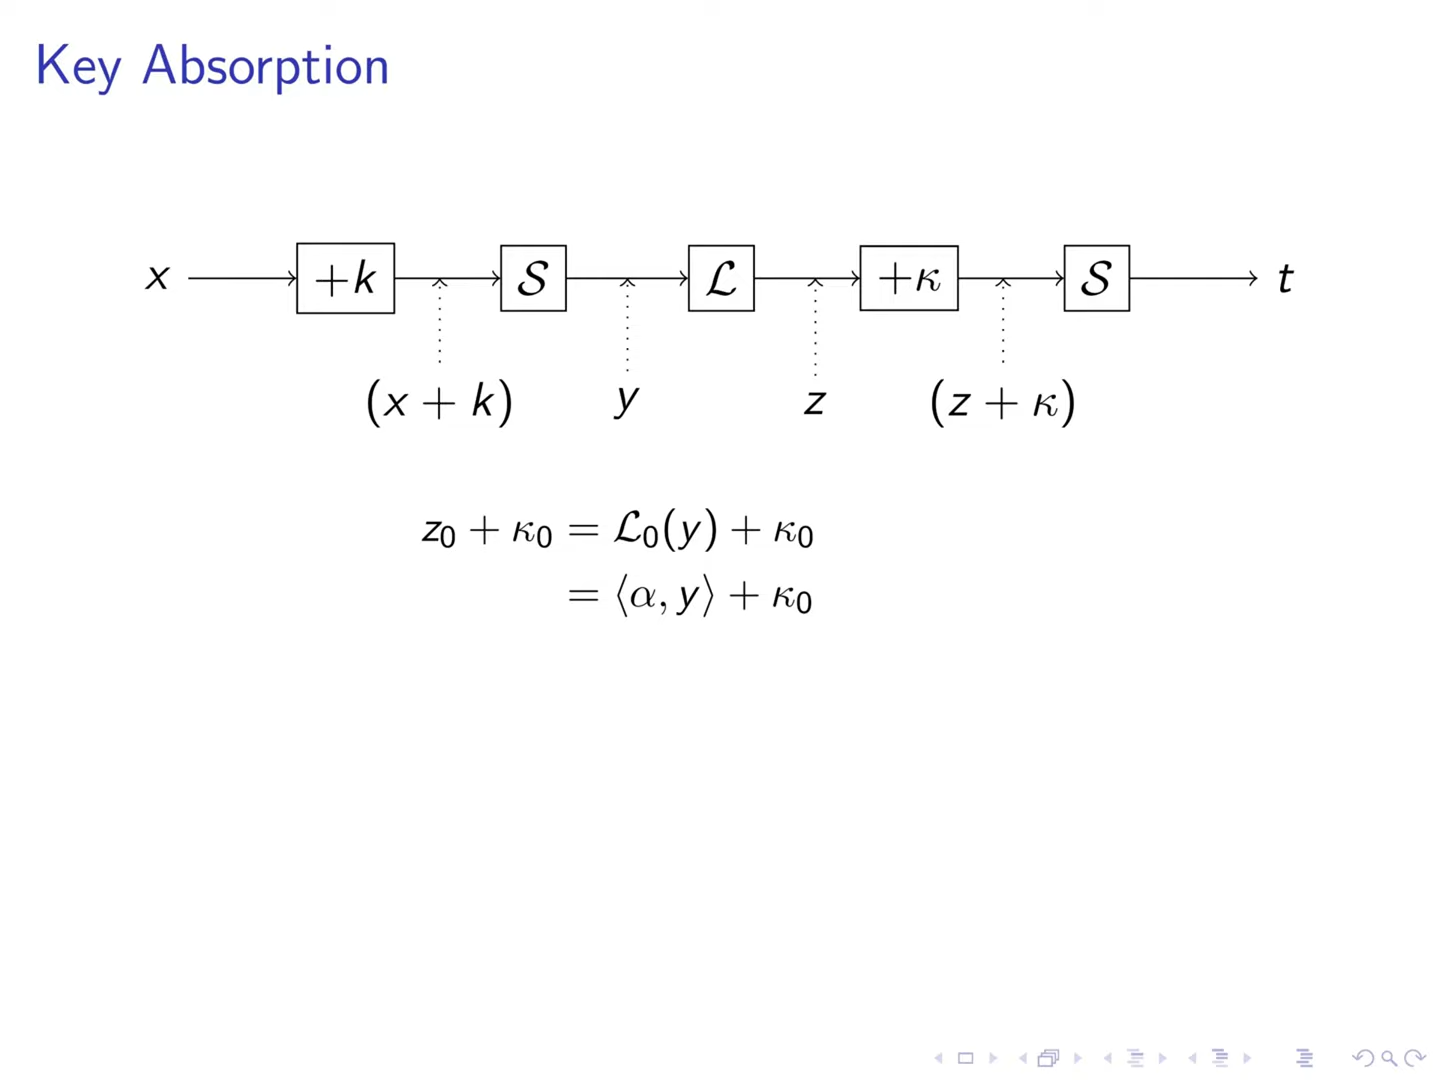 Key Absorption
x +k 𝒮 ℒ +κ 𝒮 t
(x + k) y z (z + κ)
z₀ + κ₀ = ℒ₀(y) + κ₀
= ⟨α, y⟩ + κ₀